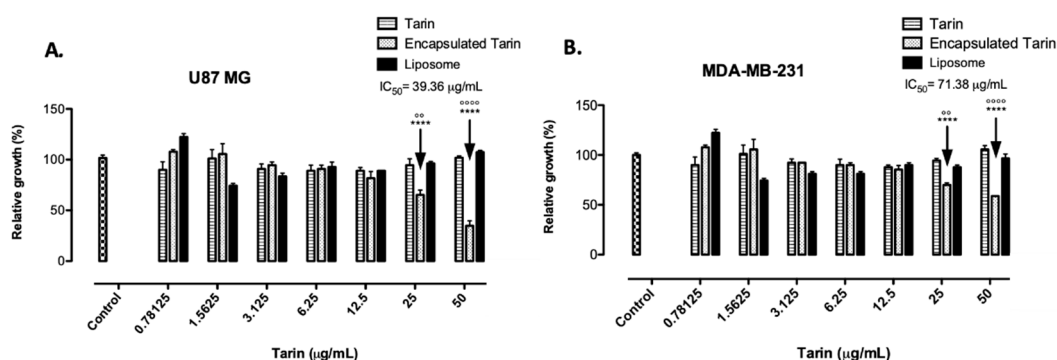 A.
Tarin
Encapsulated Tarin
Liposome
U87 MG
IC50= 39.36 µg/mL
°°
****
°°°°
****
Relative growth (%)
150
100
50
0
Control
0.78125
1.5625
3.125
6.25
12.5
25
50
Tarin (µg/mL)
B.
Tarin
Encapsulated Tarin
Liposome
MDA-MB-231
IC50= 71.38 µg/mL
°°
****
°°°°
****
Relative growth (%)
150
100
50
0
Control
0.78125
1.5625
3.125
6.25
12.5
25
50
Tarin (µg/mL)